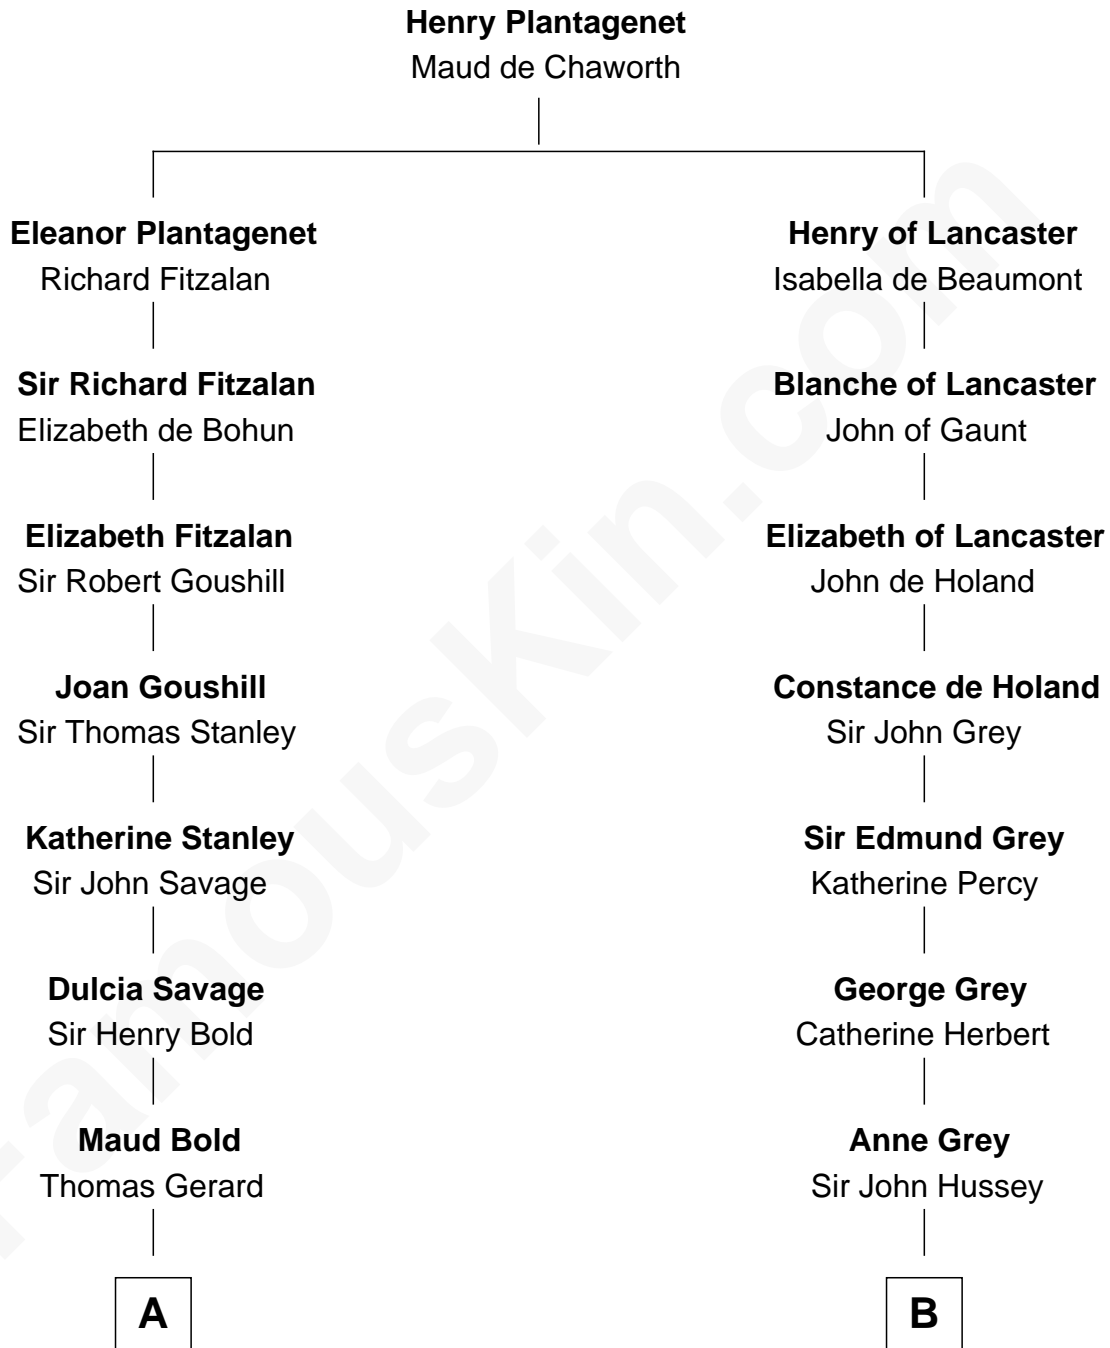 Henry Plantagenet
Maud de Chaworth
Eleanor Plantagenet
Richard Fitzalan
Henry of Lancaster
Isabella de Beaumont
Sir Richard Fitzalan
Elizabeth de Bohun
Blanche of Lancaster
John of Gaunt
Elizabeth Fitzalan
Sir Robert Goushill
Elizabeth of Lancaster
John de Holand
Joan Goushill
Sir Thomas Stanley
Constance de Holand
Sir John Grey
Katherine Stanley
Sir John Savage
Sir Edmund Grey
Katherine Percy
Dulcia Savage
Sir Henry Bold
George Grey
Catherine Herbert
Maud Bold
Thomas Gerard
Anne Grey
Sir John Hussey
A
B
FamousKin.com